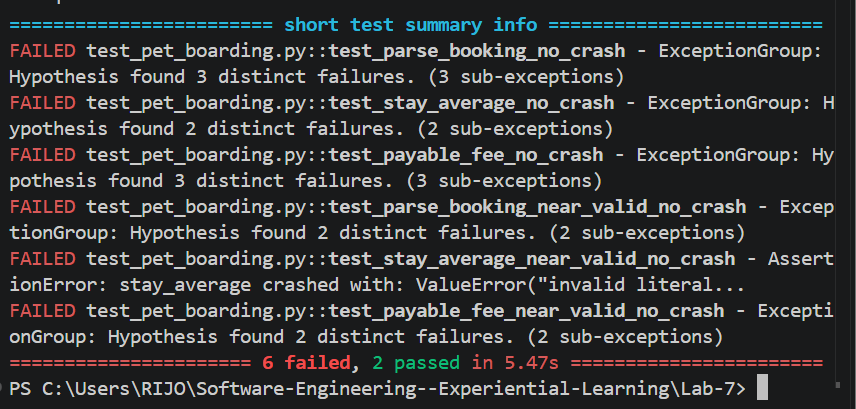 ======================== short test summary info =========================
FAILED test_pet_boarding.py::test_parse_booking_no_crash - ExceptionGroup:
Hypothesis found 3 distinct failures. (3 sub-exceptions)
FAILED test_pet_boarding.py::test_stay_average_no_crash - ExceptionGroup: H
ypothesis found 2 distinct failures. (2 sub-exceptions)
FAILED test_pet_boarding.py::test_payable_fee_no_crash - ExceptionGroup: Hy
pothesis found 3 distinct failures. (3 sub-exceptions)
FAILED test_pet_boarding.py::test_parse_booking_near_valid_no_crash - Excep
tionGroup: Hypothesis found 2 distinct failures. (2 sub-exceptions)
FAILED test_pet_boarding.py::test_stay_average_near_valid_no_crash - Assert
ionError: stay_average crashed with: ValueError("invalid literal...
FAILED test_pet_boarding.py::test_payable_fee_near_valid_no_crash - Excepti
onGroup: Hypothesis found 2 distinct failures. (2 sub-exceptions)
====================== 6 failed, 2 passed in 5.47s =======================
PS C:\Users\RIJO\Software-Engineering--Experiential-Learning\Lab-7>